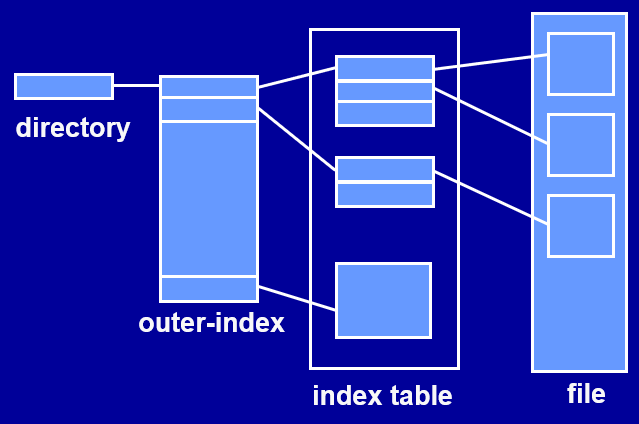 directory
outer-index
index table
file